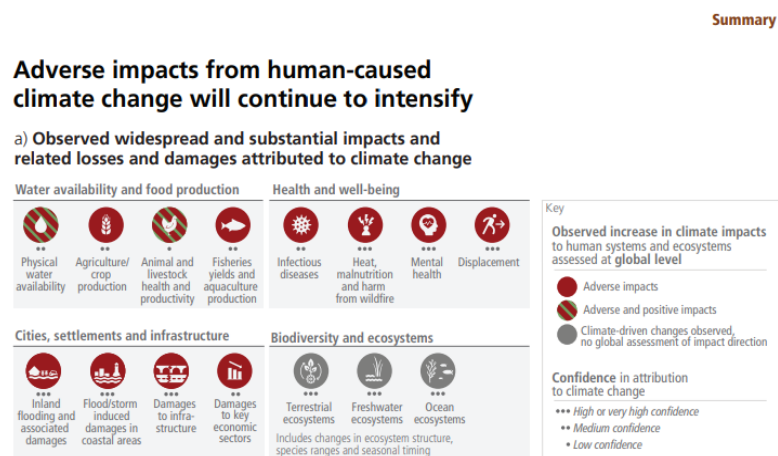 Summary
Adverse impacts from human-caused
climate change will continue to intensify
a) Observed widespread and substantial impacts and
related losses and damages attributed to climate change
Water availability and food production
••
Physical
water
availability
••
Agriculture/
crop
production
•
Animal and
livestock
health and
productivity
••
Fisheries
yields and
aquaculture
production
Health and well-being
••
Infectious
diseases
•••
Heat,
malnutrition
and harm
from wildfire
•••
Mental
health
•••
Displacement
Cities, settlements and infrastructure
•••
Inland
flooding and
associated
damages
•••
Flood/storm
induced
damages in
coastal areas
•••
Damages
to infra-
structure
••
Damages
to key
economic
sectors
Biodiversity and ecosystems
•••
Terrestrial
ecosystems
•••
Freshwater
ecosystems
•••
Ocean
ecosystems
Includes changes in ecosystem structure,
species ranges and seasonal timing
Key
Observed increase in climate impacts
to human systems and ecosystems
assessed at global level
Adverse impacts
Adverse and positive impacts
Climate-driven changes observed,
no global assessment of impact direction
Confidence in attribution
to climate change
••• High or very high confidence
•• Medium confidence
• Low confidence